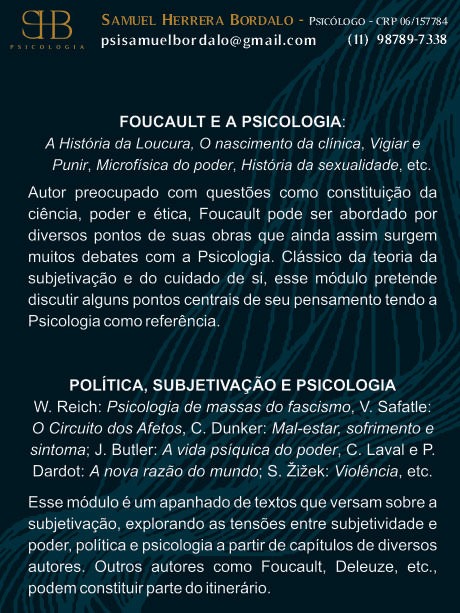 SHB
PSICOLOGIA
SAMUEL HERRERA BORDALO - PSICÓLOGO - CRP 06/157784
psisamuelbordalo@gmail.com (11) 98789-7338
FOUCAULT E A PSICOLOGIA:
A História da Loucura, O nascimento da clínica, Vigiar e
Punir, Microfísica do poder, História da sexualidade, etc.
Autor preocupado com questões como constituição da
ciência, poder e ética, Foucault pode ser abordado por
diversos pontos de suas obras que ainda assim surgem
muitos debates com a Psicologia. Clássico da teoria da
subjetivação e do cuidado de si, esse módulo pretende
discutir alguns pontos centrais de seu pensamento tendo a
Psicologia como referência.
POLÍTICA, SUBJETIVAÇÃO E PSICOLOGIA
W. Reich: Psicologia de massas do fascismo, V. Safatle:
O Circuito dos Afetos, C. Dunker: Mal-estar, sofrimento e
sintoma; J. Butler: A vida psíquica do poder, C. Laval e P.
Dardot: A nova razão do mundo; S. Žižek: Violência, etc.
Esse módulo é um apanhado de textos que versam sobre a
subjetivação, explorando as tensões entre subjetividade e
poder, política e psicologia a partir de capítulos de diversos
autores. Outros autores como Foucault, Deleuze, etc.,
podem constituir parte do itinerário.